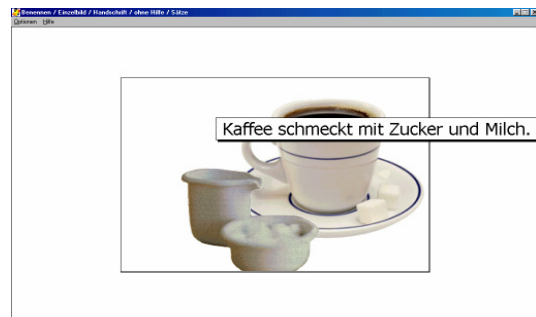 Benennen / Einzelbild / Handschrift / ohne Hilfe / Sätze
Optionen Hilfe
Kaffee schmeckt mit Zucker und Milch.